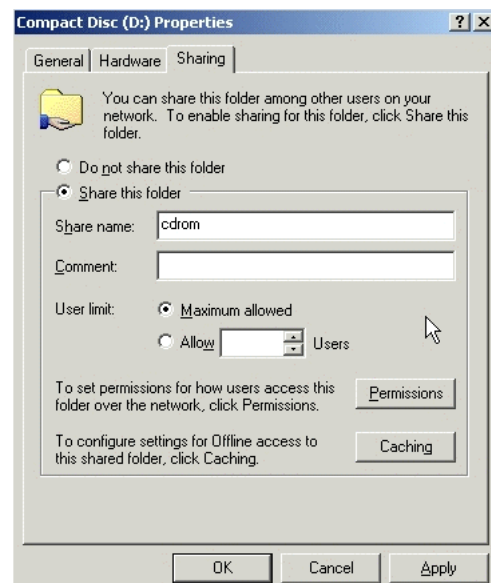 Compact Disc (D:) Properties
General Hardware Sharing
You can share this folder among other users on your
network. To enable sharing for this folder, click Share this
folder.
Do not share this folder
Share this folder
Share name: cdrom
Comment:
User limit: Maximum allowed
Allow Users
To set permissions for how users access this
folder over the network, click Permissions.
Permissions
To configure settings for Offline access to
this shared folder, click Caching.
Caching
OK Cancel Apply